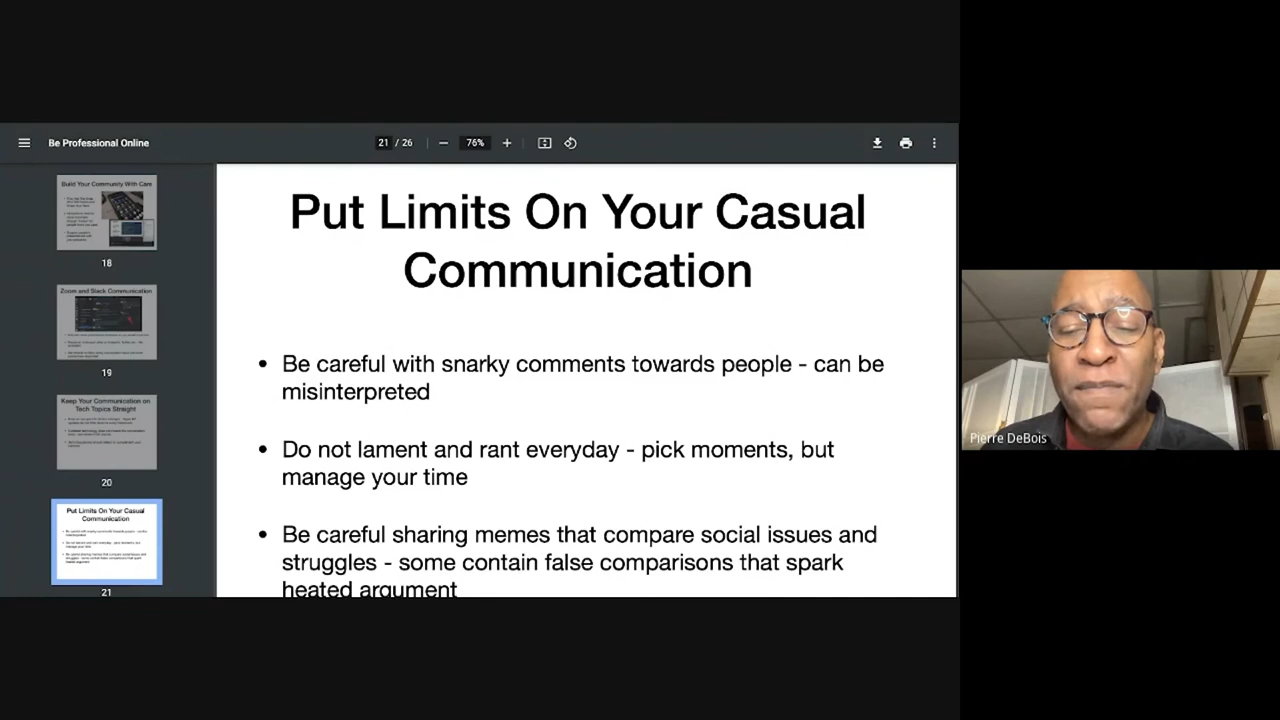 Be Professional Online
21 / 26
76%
Build Your Community With Care
18
Zoom and Slack Communication
19
Keep Your Communication on
Tech Topics Straight
20
Put Limits On Your Casual
Communication
21
Put Limits On Your Casual
Communication
• Be careful with snarky comments towards people - can be
misinterpreted
• Do not lament and rant everyday - pick moments, but
manage your time
• Be careful sharing memes that compare social issues and
struggles - some contain false comparisons that spark
heated argument
Pierre DeBois